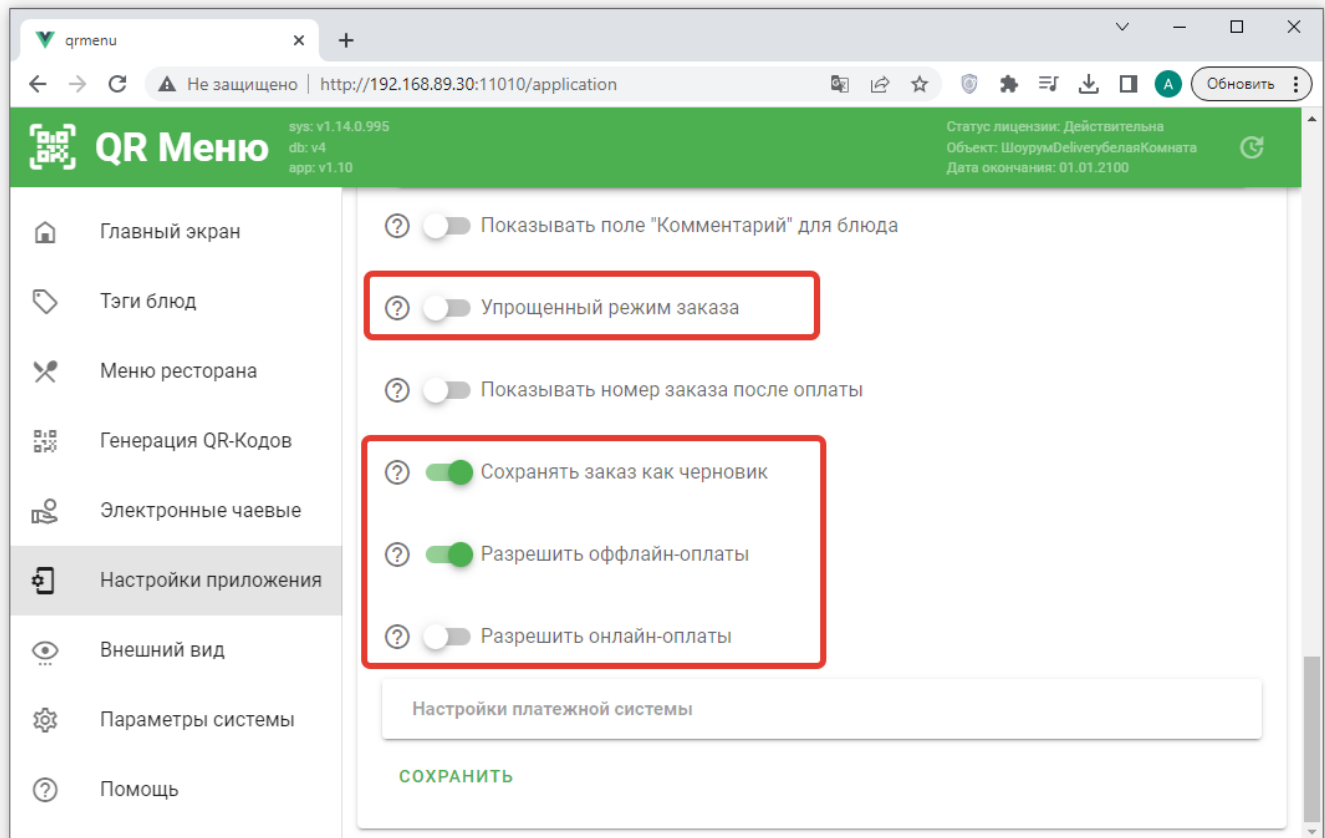 qrmenu
Не защищено
http://192.168.89.30:11010/application
А
Обновить
QR Меню
sys: v1.14.0.995
db: v4
app: v1.10
Статус лицензии: Действительна
Объект: ШоурумDeliveryбелаяКомната
Дата окончания: 01.01.2100
Главный экран
Тэги блюд
Меню ресторана
Генерация QR-Кодов
Электронные чаевые
Настройки приложения
Внешний вид
Параметры системы
Помощь
Показывать поле "Комментарий" для блюда
Упрощенный режим заказа
Показывать номер заказа после оплаты
Сохранять заказ как черновик
Разрешить оффлайн-оплаты
Разрешить онлайн-оплаты
Настройки платежной системы
СОХРАНИТЬ